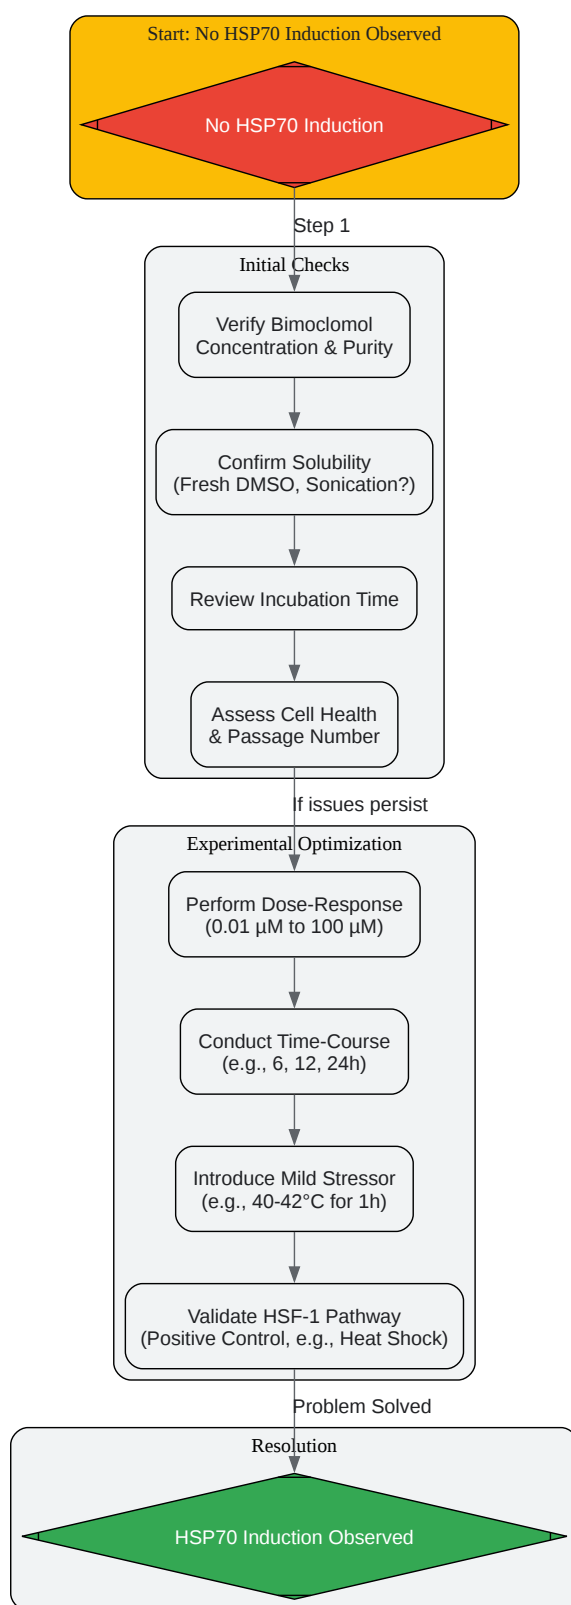 Start: No HSP70 Induction Observed
No HSP70 Induction
Step 1
Initial Checks
Verify Bimoclomol
Concentration & Purity
Confirm Solubility
(Fresh DMSO, Sonication?)
Review Incubation Time
Assess Cell Health
& Passage Number
If issues persist
Experimental Optimization
Perform Dose-Response
(0.01 µM to 100 µM)
Conduct Time-Course
(e.g., 6, 12, 24h)
Introduce Mild Stressor
(e.g., 40-42°C for 1h)
Validate HSF-1 Pathway
(Positive Control, e.g., Heat Shock)
Problem Solved
Resolution
HSP70 Induction Observed